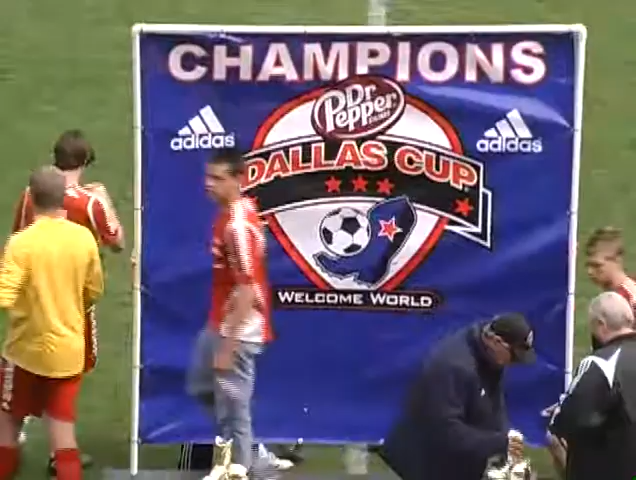 CHAMPIONS
Dr Pepper
adidas
adidas
DALLAS CUP
WELCOME WORLD